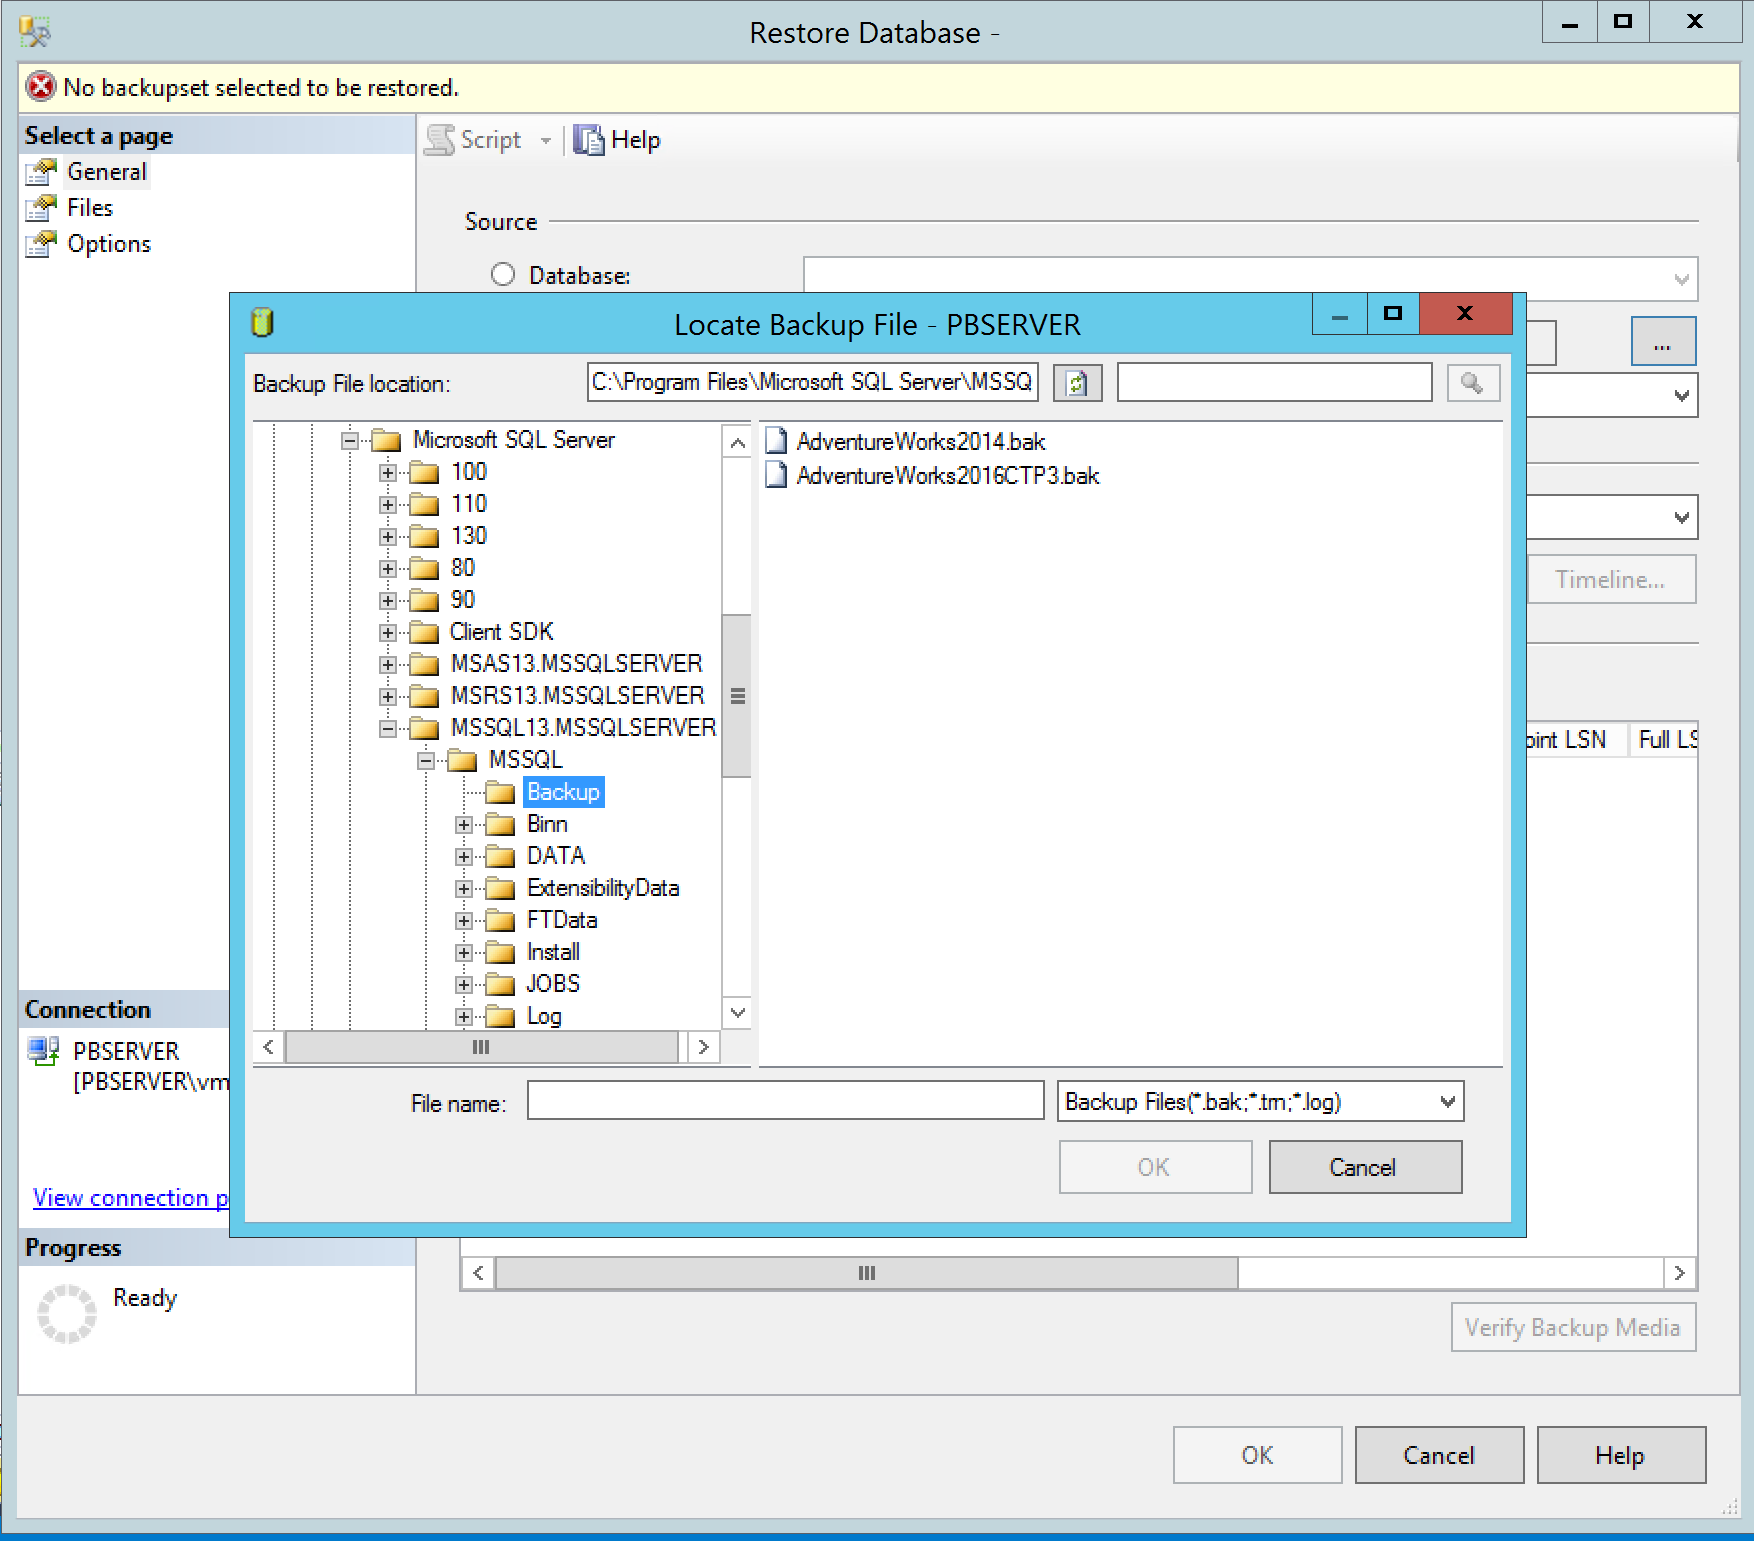 Restore Database -
No backupset selected to be restored.
Select a page
General
Files
Options
Script
Help
Source
Database:
...
Timeline...
Full LS
Locate Backup File - PBSERVER
Backup File location:
C:\Program Files\Microsoft SQL Server\MSSQ
Microsoft SQL Server
100
110
130
80
90
Client SDK
MSAS13.MSSQLSERVER
MSRS13.MSSQLSERVER
MSSQL13.MSSQLSERVER
MSSQL
Backup
Binn
DATA
ExtensibilityData
FTData
Install
JOBS
Log
AdventureWorks2014.bak
AdventureWorks2016CTP3.bak
oint LSN
File name:
Backup Files(*.bak;*.trn;*.log)
OK
Cancel
Connection
PBSERVER
[PBSERVER\vm
View connection p
Progress
Ready
Verify Backup Media
OK
Cancel
Help